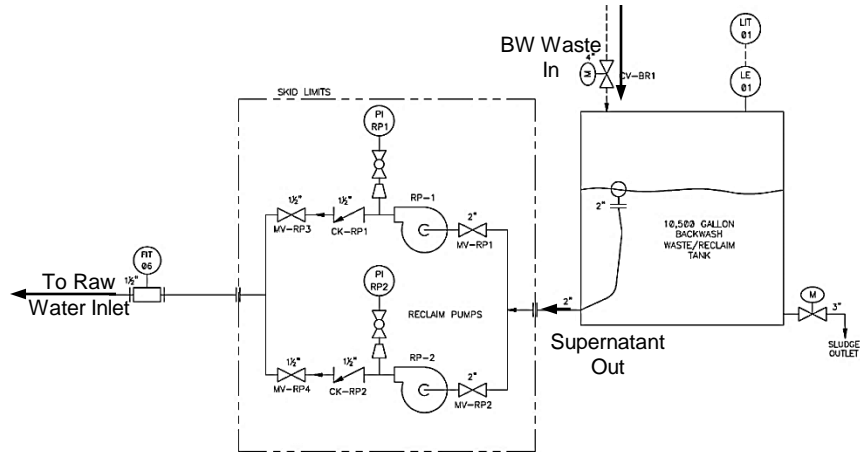 BW Waste
In
4"
M
CV-BR1
LIT
01
LE
01
SKID LIMITS
PI
RP1
1½"
1½"
RP-1
2"
MV-RP3
CK-RP1
MV-RP1
2"
10,500 GALLON
BACKWASH
WASTE/RECLAIM
TANK
FIT
06
To Raw
1½"
Water Inlet
PI
RP2
RECLAIM PUMPS
2"
M
3"
SLUDGE
OUTLET
Supernatant
Out
1½"
1½"
RP-2
2"
MV-RP4
CK-RP2
MV-RP2